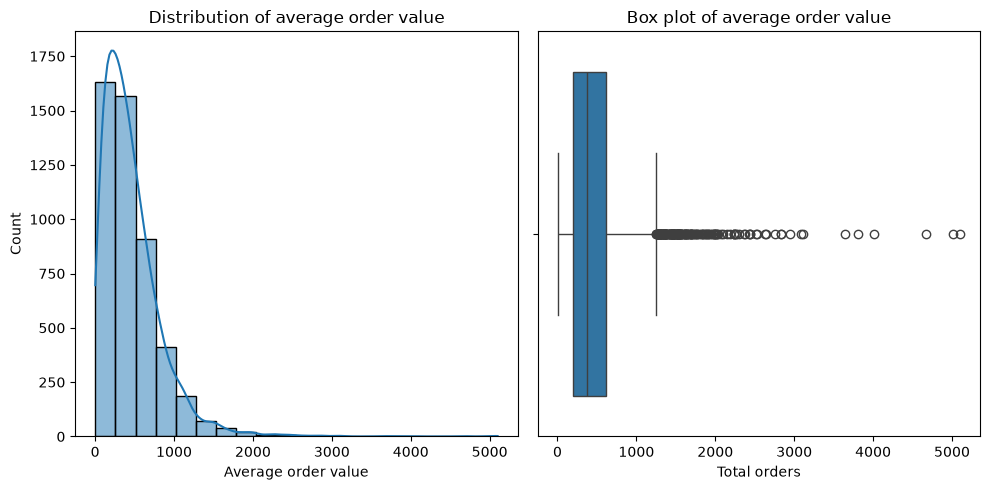 Distribution of average order value
1750
1500
1250
1000
750
500
250
0
Count
0 1000 2000 3000 4000 5000
Average order value
Box plot of average order value
0 1000 2000 3000 4000 5000
Total orders